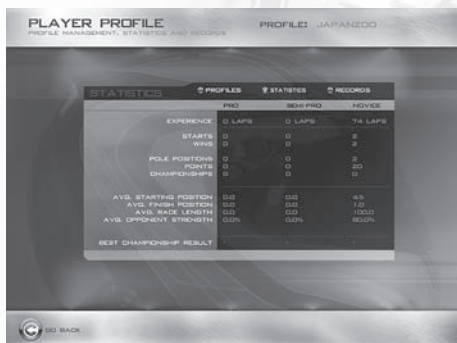 PLAYER PROFILE
PROFILE: JAPANZOO
PROFILE MANAGEMENT, STATISTICS AND RECORDS
STATISTICS PROFILES STATISTICS RECORDS
PRO SEMI-PRO NOVICE
EXPERIENCE 0 LAPS 0 LAPS 74 LAPS
STARTS 0 0 2
WINS 0 0 2
POLE POSITIONS 0 0 2
POINTS 0 0 20
CHAMPIONSHIPS 0 0 0
AVG. STARTING POSITION 0.0 0.0 4.5
AVG. FINISH POSITION 0.0 0.0 1.0
AVG. RACE LENGTH 0.0 0.0 100.0
AVG. OPPONENT STRENGTH 0.0% 0.0% 80.0%
BEST CHAMPIONSHIP RESULT - - -
GO BACK